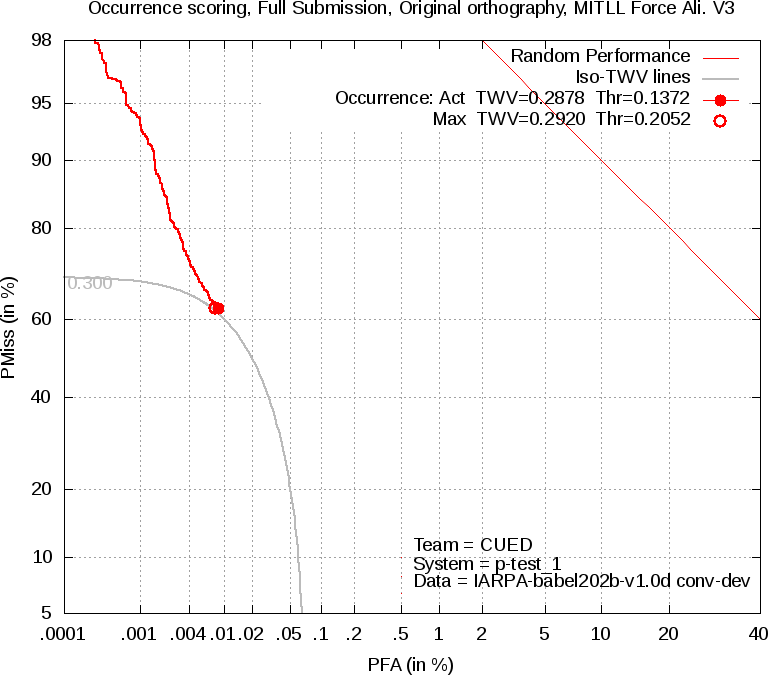 Occurrence scoring, Full Submission, Original orthography, MITLL Force Ali. V3
Random Performance
Iso-TWV lines
Occurrence: Act TWV=0.2878 Thr=0.1372
Max TWV=0.2920 Thr=0.2052
98
95
90
80
60
40
20
10
5
PMiss (in %)
0.300
Team = CUED
System = p-test_1
Data = IARPA-babel202b-v1.0d conv-dev
.0001 .001 .004 .01 .02 .05 .1 .2 .5 1 2 5 10 20 40
PFA (in %)